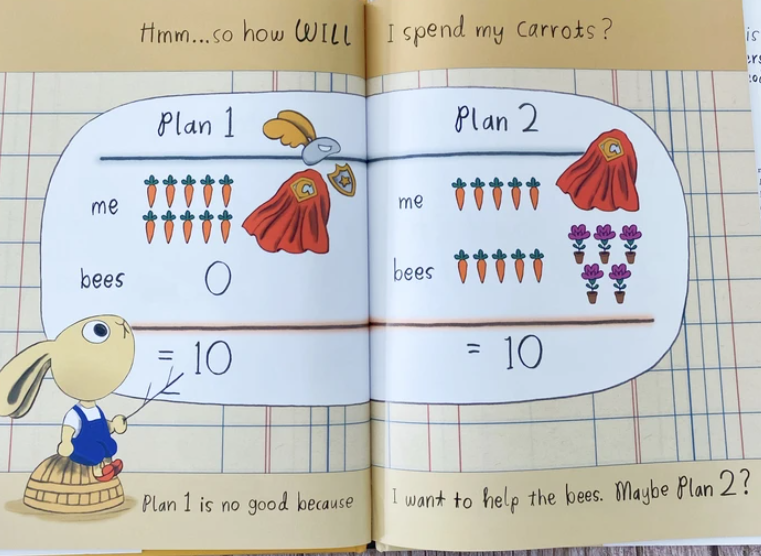 Hmm...so how WILL I spend my carrots?
Plan 1
me
bees 0
= 10
Plan 2
me
bees
= 10
Plan 1 is no good because I want to help the bees. Maybe Plan 2?
is